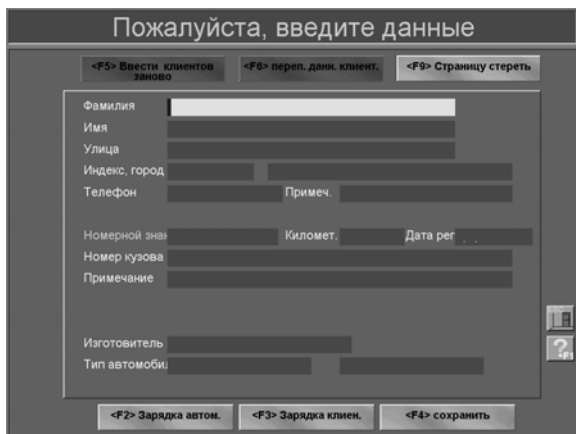 Пожалуйста, введите данные
<F5> Ввести клиентов заново
<F6> переп. данн. клиент.
<F9> Страницу стереть
Фамилия
Имя
Улица
Индекс, город
Телефон Примеч.
Номерной знак Километ. Дата рег . .
Номер кузова
Примечание
Изготовитель
Тип автомобил
? F1
<F2> Зарядка автом. <F3> Зарядка клиен. <F4> сохранить